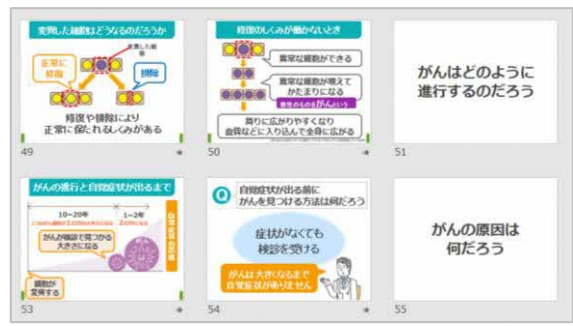 変異した細胞はどうなるのだろうか
変異した細胞
正常に
修復
排除
修復や排除により
正常に保たれるしくみがある
49
修復のしくみが働かないとき
異常な細胞ができる
異常な細胞が増えて
かたまりになる
悪性のものをがんという
周りに広がりやすくなり
血管などに入り込んで全身に広がる
50
がんはどのように
進行するのだろう
51
がんの進行と自覚症状が出るまで
10~20年
1~2年
がんが検診で見つかる
大きさになる
細胞が
変異する
53
Q
自覚症状が出る前に
がんを見つける方法は何だろう
症状がなくても
検診を受ける
がんは大きくなるまで
自覚症状がありません
54
がんの原因は
何だろう
55